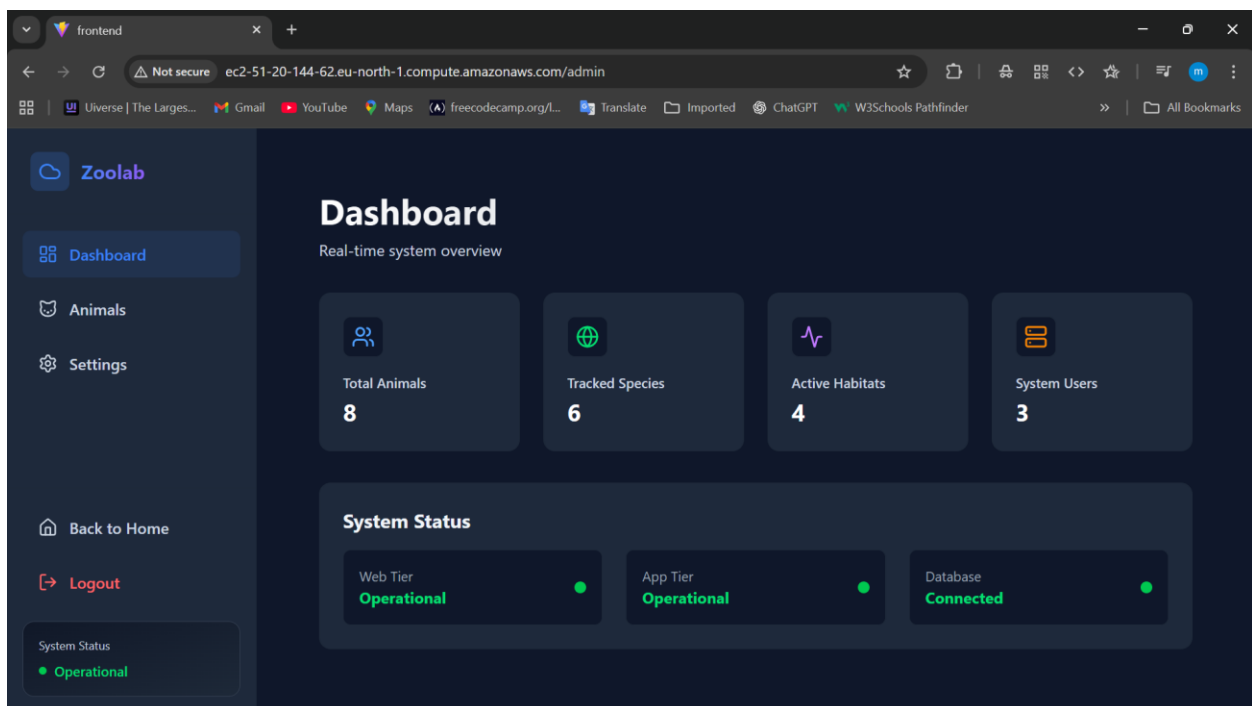 frontend
Not secure ec2-51-20-144-62.eu-north-1.compute.amazonaws.com/admin
m
UI Uiverse | The Larges... Gmail YouTube Maps (A) freecodecamp.org/l... Translate Imported ChatGPT W3Schools Pathfinder » All Bookmarks
Zoolab
Dashboard
Animals
Settings
Back to Home
Logout
System Status
Operational
Dashboard
Real-time system overview
Total Animals
8
Tracked Species
6
Active Habitats
4
System Users
3
System Status
Web Tier
Operational
App Tier
Operational
Database
Connected